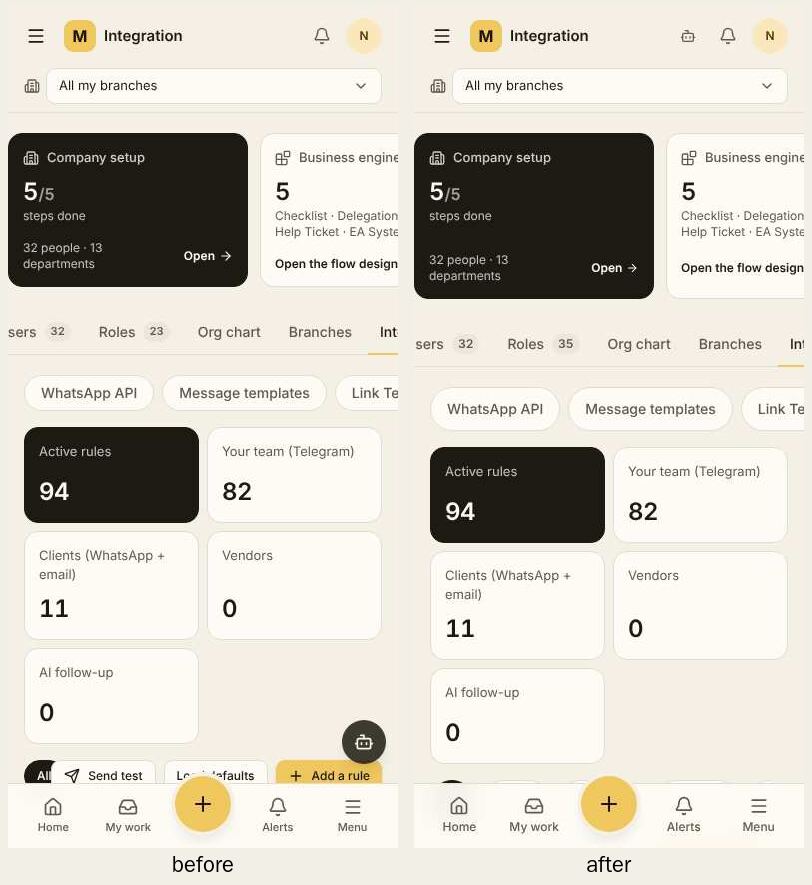 M Integration N
All my branches
Company setup
5/5
steps done
32 people · 13
departments
Open →
Business engine
5
Checklist · Delegation
Help Ticket · EA Syste
Open the flow design
sers 32 Roles 23 Org chart Branches Int
WhatsApp API Message templates Link Te
Active rules
94
Your team (Telegram)
82
Clients (WhatsApp +
email)
11
Vendors
0
AI follow-up
0
All Send test + Add a rule
Home My work + Alerts Menu
before
M Integration N
All my branches
Company setup
5/5
steps done
32 people · 13
departments
Open →
Business engine
5
Checklist · Delegation
Help Ticket · EA Syste
Open the flow design
sers 32 Roles 35 Org chart Branches Int
WhatsApp API Message templates Link Te
Active rules
94
Your team (Telegram)
82
Clients (WhatsApp +
email)
11
Vendors
0
AI follow-up
0
Home My work + Alerts Menu
after